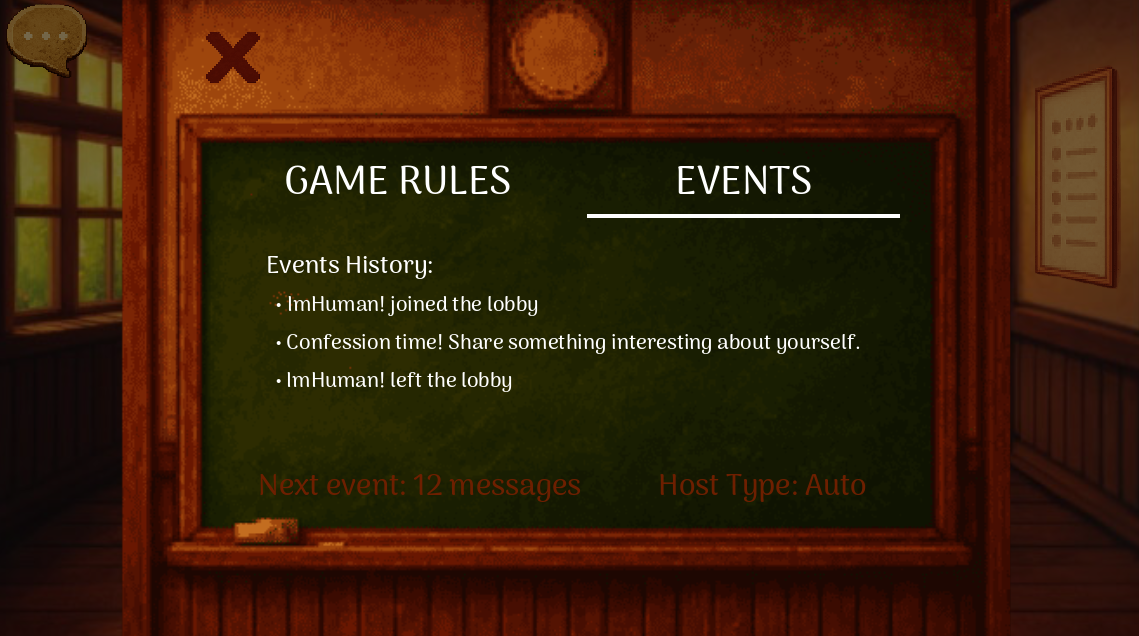 GAME RULES
EVENTS
Events History:
• ImHuman! joined the lobby
• Confession time! Share something interesting about yourself.
• ImHuman! left the lobby
Next event: 12 messages
Host Type: Auto